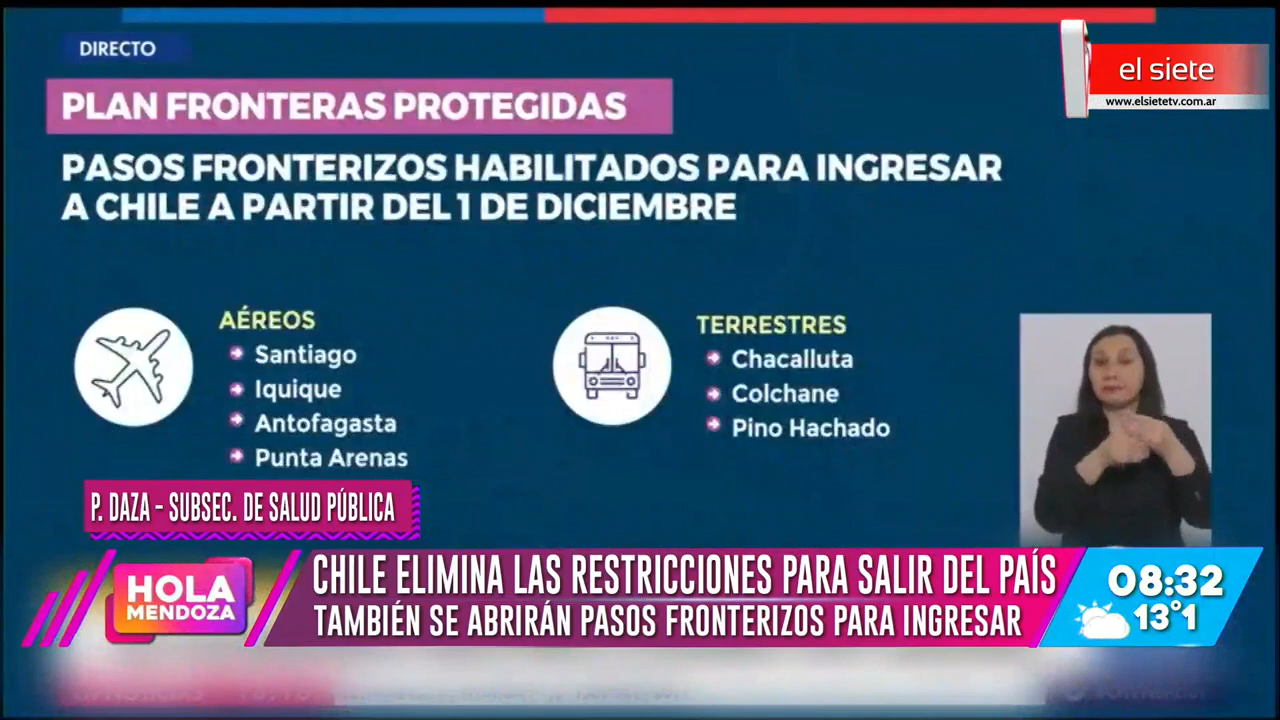 DIRECTO
el siete
www.elsietetv.com.ar
PLAN FRONTERAS PROTEGIDAS
PASOS FRONTERIZOS HABILITADOS PARA INGRESAR
A CHILE A PARTIR DEL 1 DE DICIEMBRE
AÉREOS
Santiago
Iquique
Antofagasta
Punta Arenas
TERRESTRES
Chacalluta
Colchane
Pino Hachado
P. DAZA - SUBSEC. DE SALUD PÚBLICA
HOLA
MENDOZA
CHILE ELIMINA LAS RESTRICCIONES PARA SALIR DEL PAÍS
TAMBIÉN SE ABRIRÁN PASOS FRONTERIZOS PARA INGRESAR
08:32
13°1